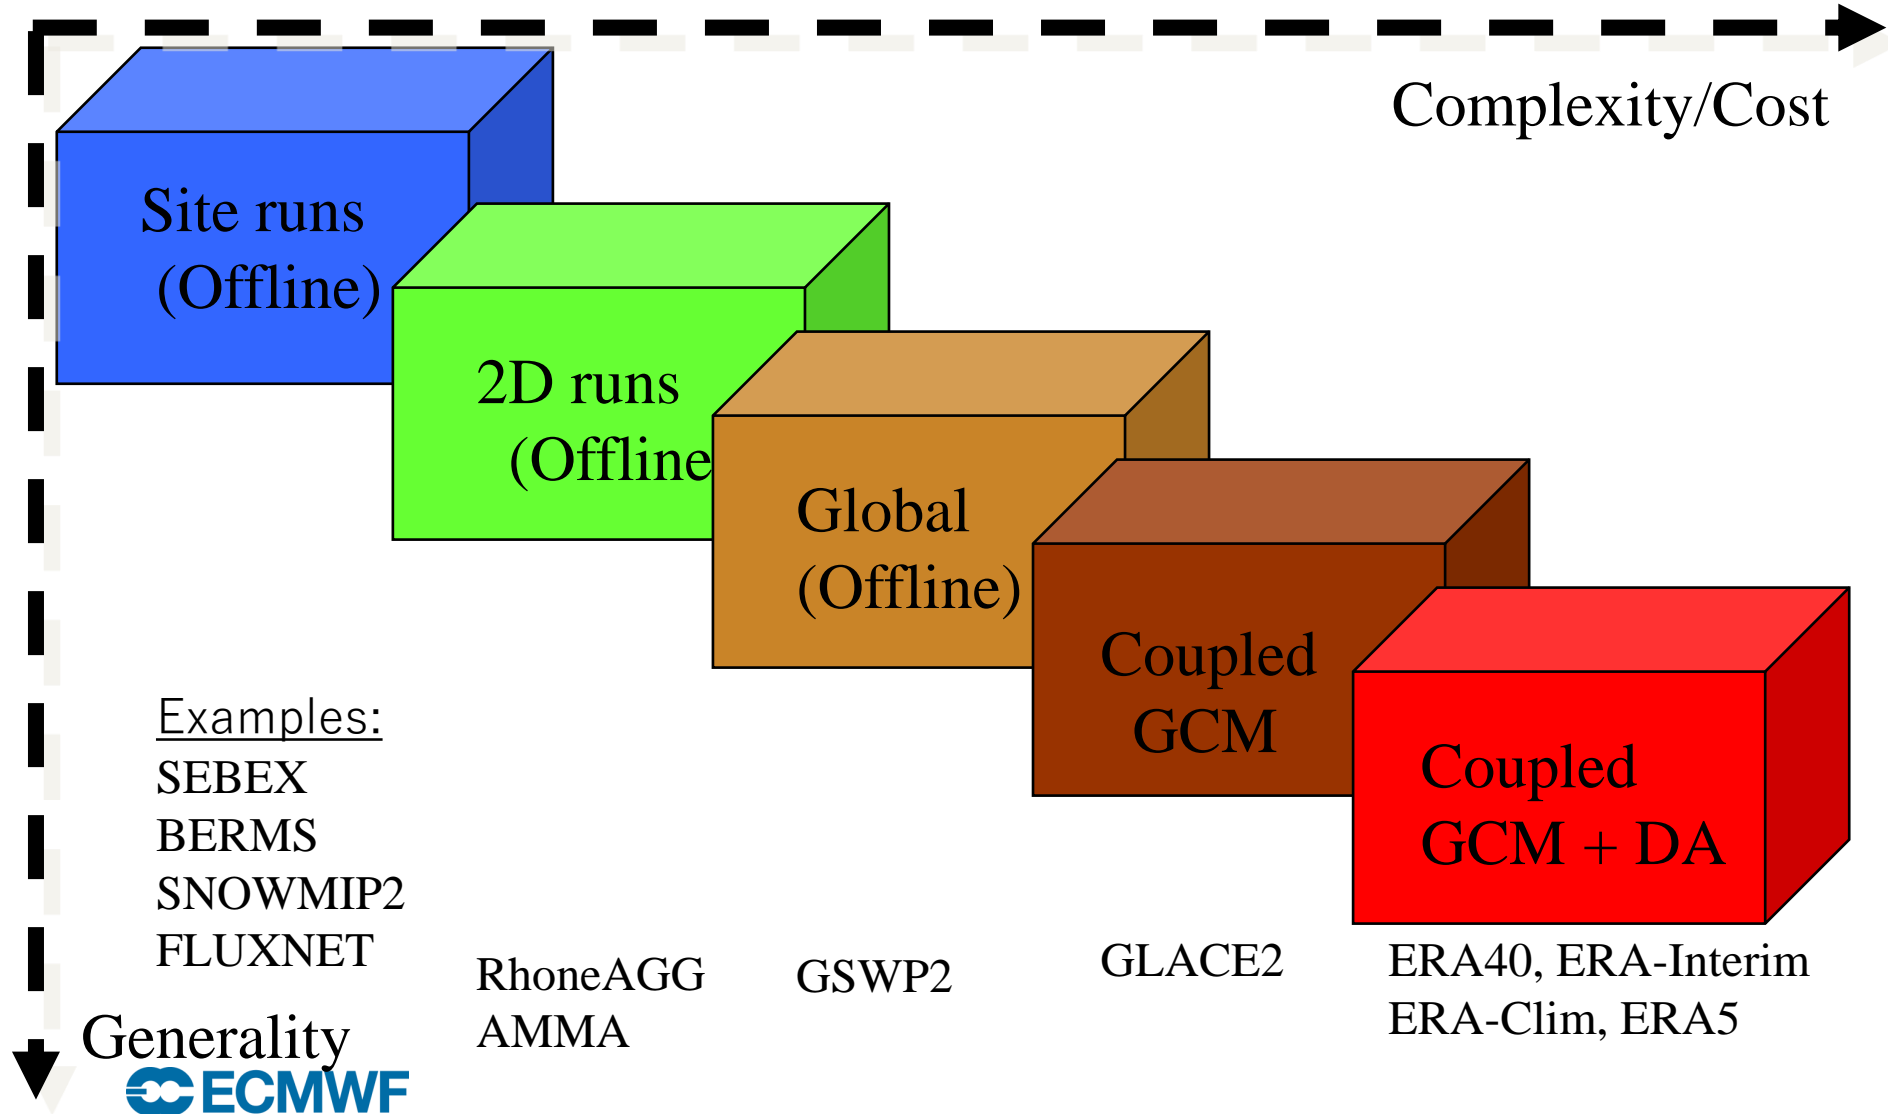 Complexity/Cost
Site runs
(Offline)
2D runs
(Offline
Global
(Offline)
Coupled
GCM
Coupled
GCM + DA
Examples:
SEBEX
BERMS
SNOWMIP2
FLUXNET
RhoneAGG
AMMA
GSWP2
GLACE2
ERA40, ERA-Interim
ERA-Clim, ERA5
Generality
ECMWF